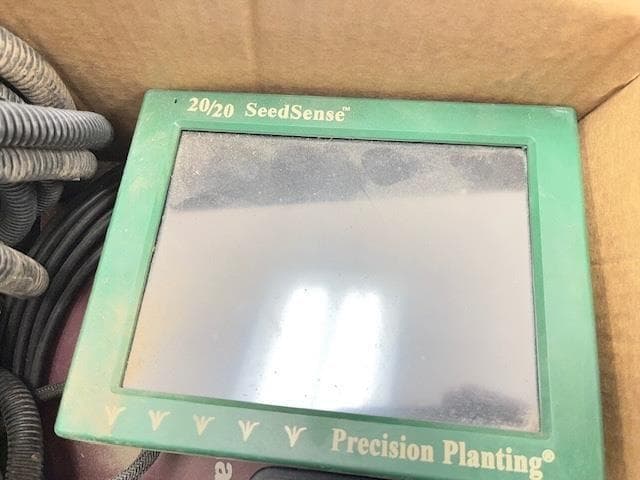 20/20 SeedSense™
Precision Planting®
a